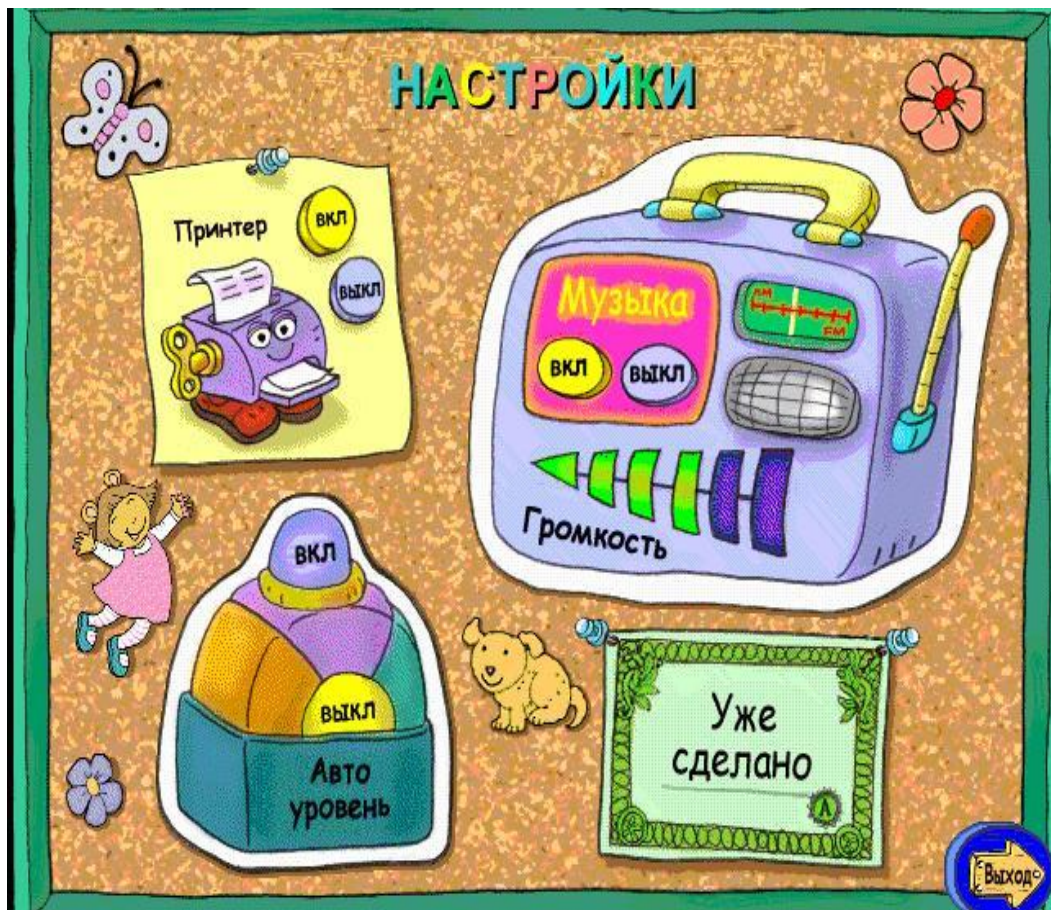 НАСТРОЙКИ
Принтер
ВКЛ
ВЫКЛ
Музыка
ВКЛ
ВЫКЛ
AM
FM
Громкость
ВКЛ
ВЫКЛ
Авто
уровень
Уже
сделано
Выход